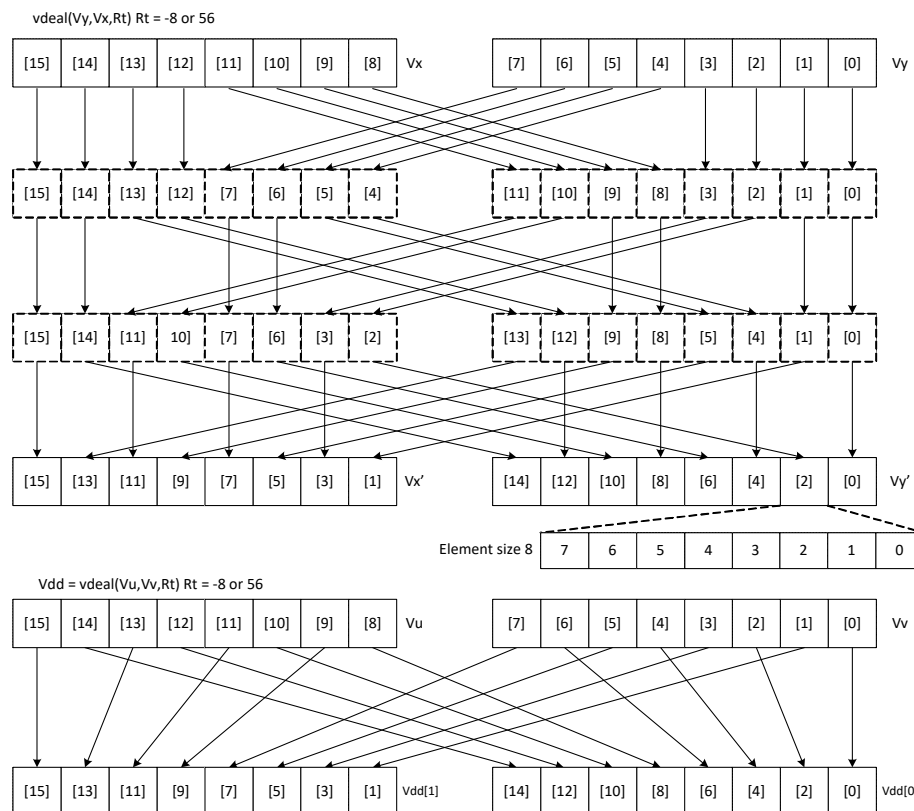 vdeal(Vy,Vx,Rt) Rt = -8 or 56
[15] [14] [13] [12] [11] [10] [9] [8] Vx [7] [6] [5] [4] [3] [2] [1] [0] Vy
[15] [14] [13] [12] [7] [6] [5] [4] [11] [10] [9] [8] [3] [2] [1] [0]
[15] [14] [11] 10] [7] [6] [3] [2] [13] [12] [9] [8] [5] [4] [1] [0]
[15] [13] [11] [9] [7] [5] [3] [1] Vx’ [14] [12] [10] [8] [6] [4] [2] [0] Vy’
Element size 8 7 6 5 4 3 2 1 0
Vdd = vdeal(Vu,Vv,Rt) Rt = -8 or 56
[15] [14] [13] [12] [11] [10] [9] [8] Vu [7] [6] [5] [4] [3] [2] [1] [0] Vv
[15] [13] [11] [9] [7] [5] [3] [1] Vdd[1] [14] [12] [10] [8] [6] [4] [2] [0] Vdd[0